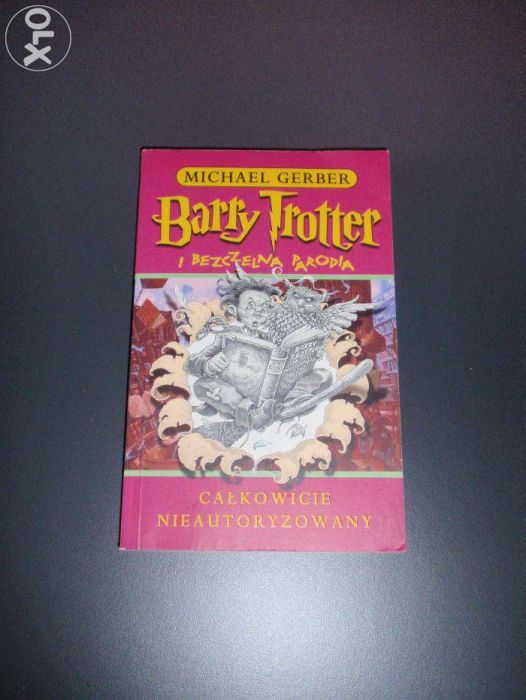 OLX
MICHAEL GERBER
Barry Trotter
I BEZCZELNA PARODIA
CAŁKOWICIE
NIEAUTORYZOWANY